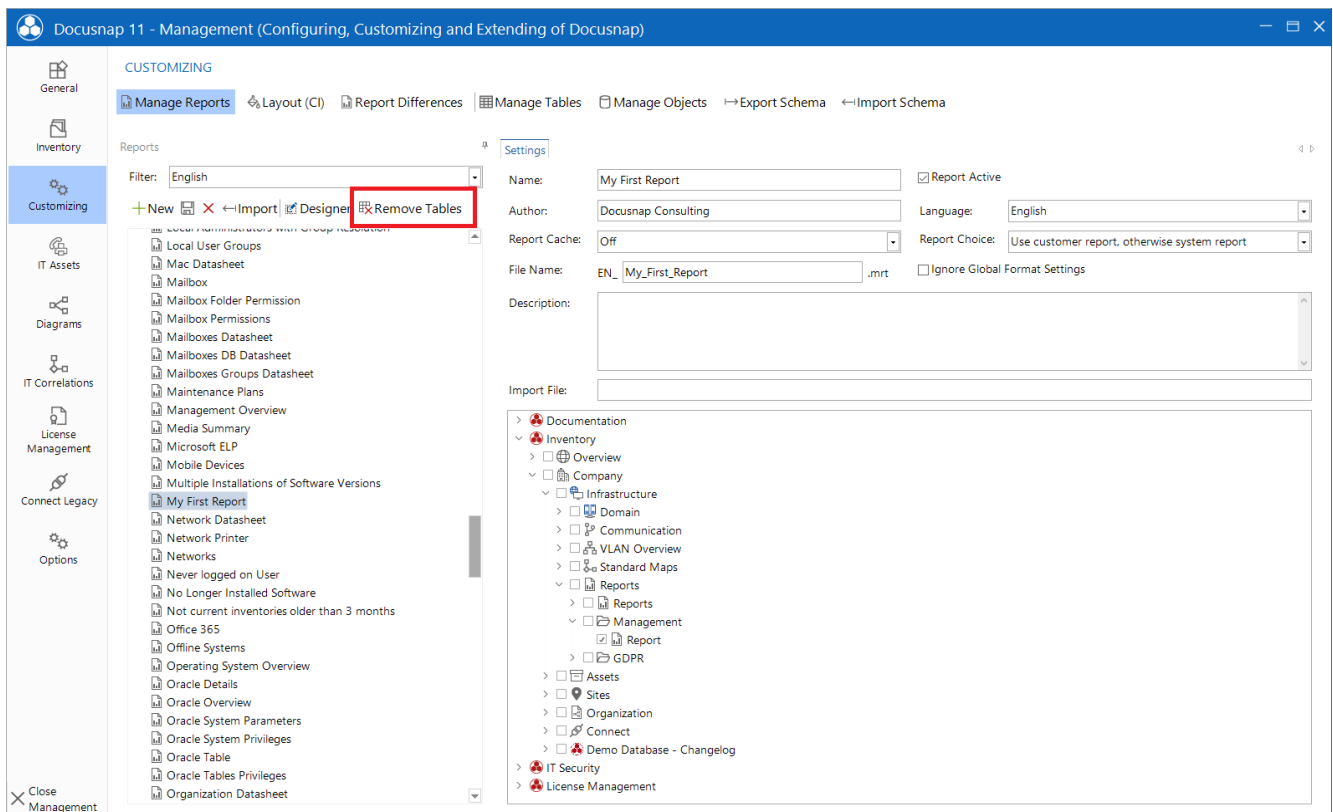 Docusnap 11 - Management (Configuring, Customizing and Extending of Docusnap)
General
Inventory
Customizing
IT Assets
Diagrams
IT Correlations
License
Management
Connect Legacy
Options
Close
Management
CUSTOMIZING
Manage Reports Layout (CI) Report Differences Manage Tables Manage Objects Export Schema Import Schema
Reports
Filter: English
New Import Designer Remove Tables
Local Administrators with Group Resolution
Local User Groups
Mac Datasheet
Mailbox
Mailbox Folder Permission
Mailbox Permissions
Mailboxes Datasheet
Mailboxes DB Datasheet
Mailboxes Groups Datasheet
Maintenance Plans
Management Overview
Media Summary
Microsoft ELP
Mobile Devices
Multiple Installations of Software Versions
My First Report
Network Datasheet
Network Printer
Networks
Never logged on User
No Longer Installed Software
Not current inventories older than 3 months
Office 365
Offline Systems
Operating System Overview
Oracle Details
Oracle Overview
Oracle System Parameters
Oracle System Privileges
Oracle Table
Oracle Tables Privileges
Organization Datasheet
Settings
Name: My First Report Report Active
Author: Docusnap Consulting Language: English
Report Cache: Off Report Choice: Use customer report, otherwise system report
File Name: EN_ My_First_Report .mrt Ignore Global Format Settings
Description:
Import File:
Documentation
Inventory
Overview
Company
Infrastructure
Domain
Communication
VLAN Overview
Standard Maps
Reports
Reports
Management
Report
GDPR
Assets
Sites
Organization
Connect
Demo Database - Changelog
IT Security
License Management